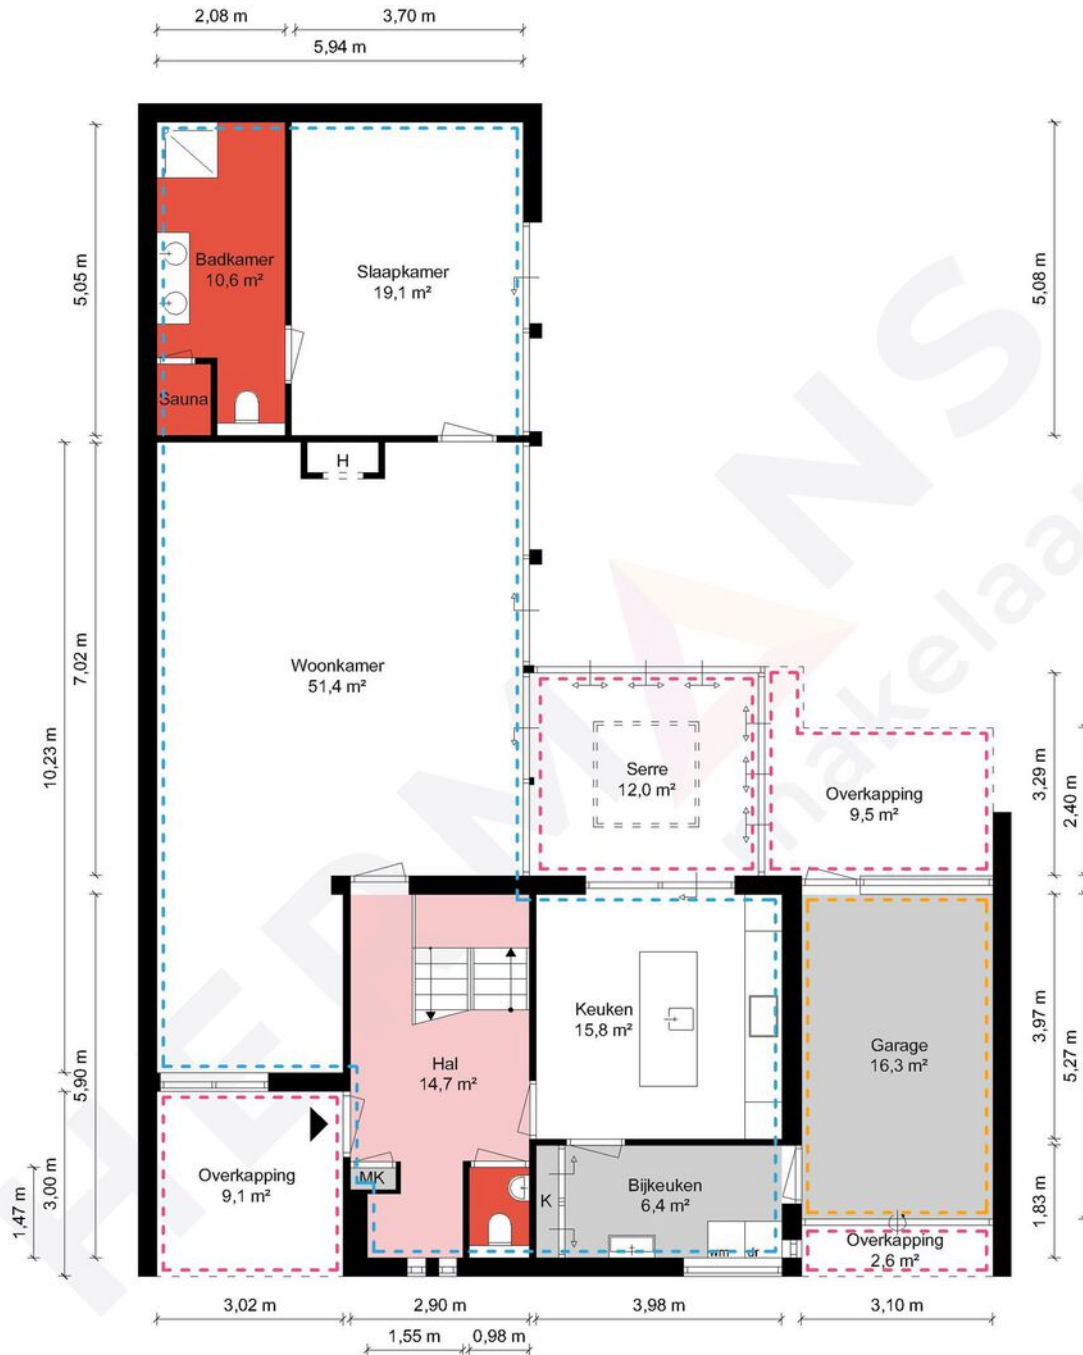 2,08 m
3,70 m
5,94 m
5,05 m
5,08 m
Badkamer
10,6 m²
Slaapkamer
19,1 m²
Sauna
H
7,02 m
10,23 m
Woonkamer
51,4 m²
Serre
12,0 m²
Overkapping
9,5 m²
3,29 m
2,40 m
Keuken
15,8 m²
Hal
14,7 m²
Garage
16,3 m²
3,97 m
5,27 m
5,90 m
MK
Overkapping
9,1 m²
K
Bijkeuken
6,4 m²
wm dr
Overkapping
2,6 m²
1,83 m
1,47 m
3,00 m
3,02 m
2,90 m
3,98 m
3,10 m
1,55 m
0,98 m
HERMANS
makelaa